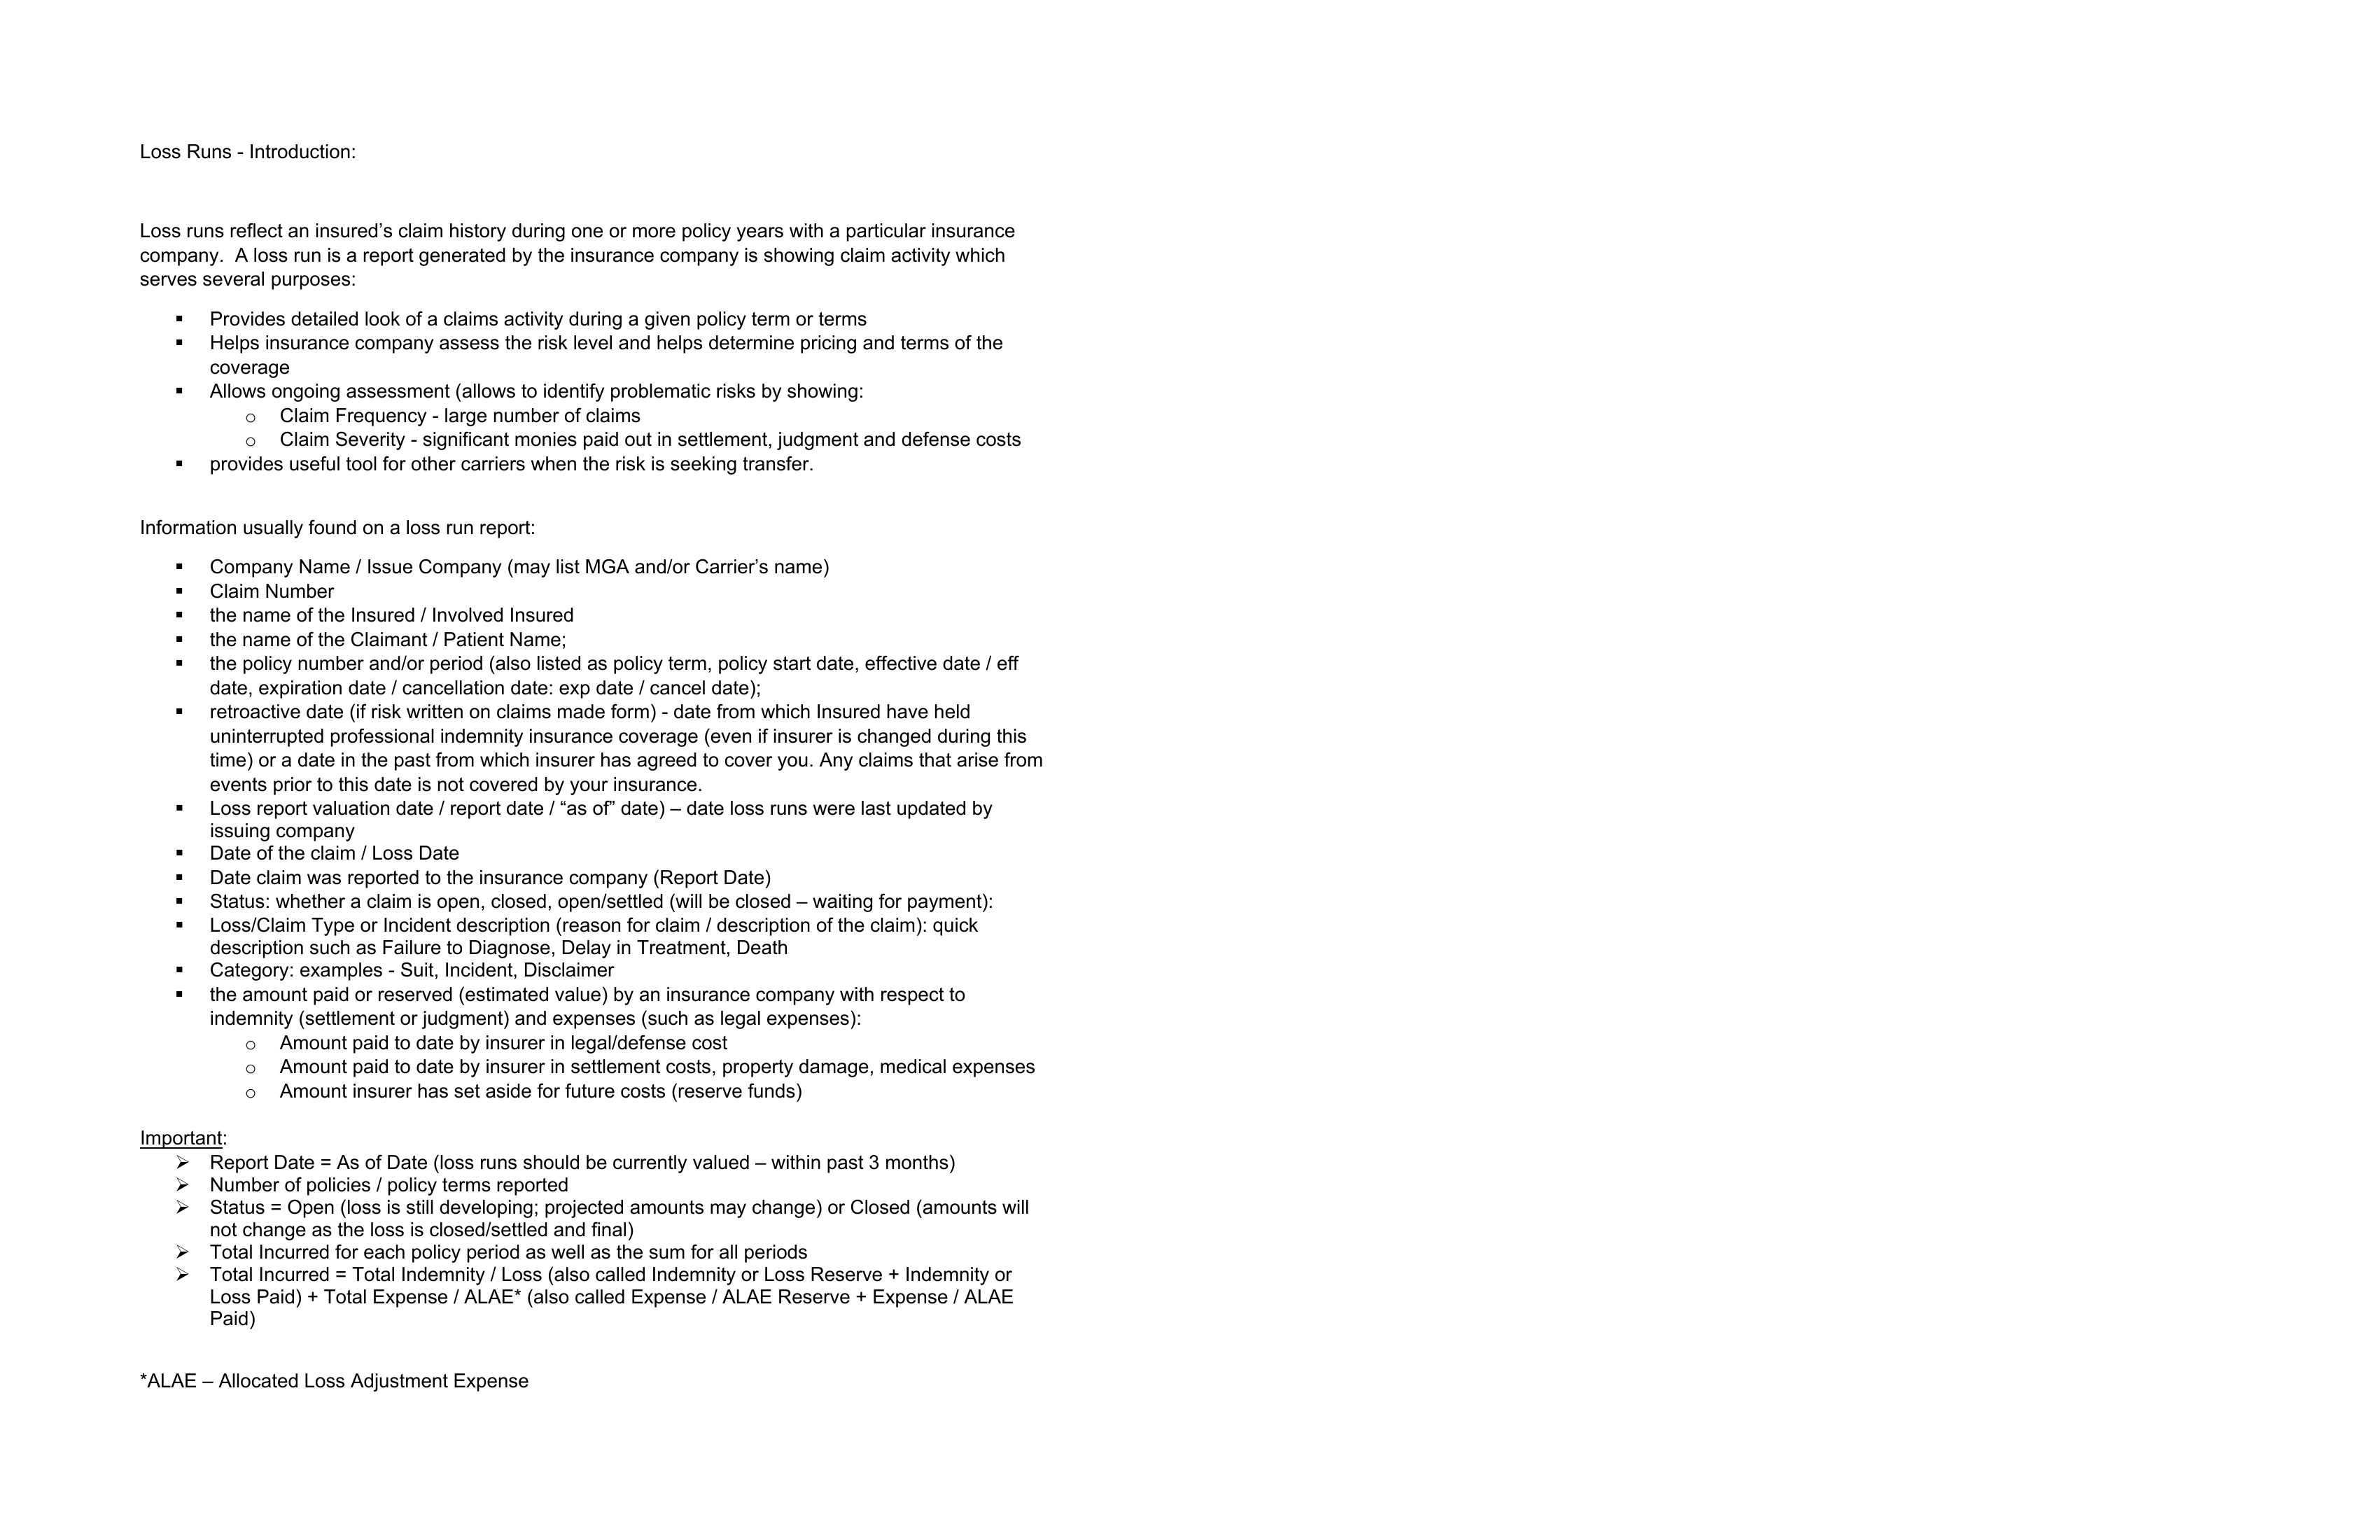 Loss Runs - Introduction:
Loss runs reflect an insured’s claim history during one or more policy years with a particular insurance
company.  A loss run is a report generated by the insurance company is showing claim activity which
serves several purposes:
▪ Provides detailed look of a claims activity during a given policy term or terms
▪ Helps insurance company assess the risk level and helps determine pricing and terms of the
coverage
▪ Allows ongoing assessment (allows to identify problematic risks by showing:
o Claim Frequency - large number of claims
o Claim Severity - significant monies paid out in settlement, judgment and defense costs
▪ provides useful tool for other carriers when the risk is seeking transfer.
Information usually found on a loss run report:
▪ Company Name / Issue Company (may list MGA and/or Carrier’s name)
▪ Claim Number
▪ the name of the Insured / Involved Insured
▪ the name of the Claimant / Patient Name;
▪ the policy number and/or period (also listed as policy term, policy start date, effective date / eff
date, expiration date / cancellation date: exp date / cancel date);
▪ retroactive date (if risk written on claims made form) - date from which Insured have held
uninterrupted professional indemnity insurance coverage (even if insurer is changed during this
time) or a date in the past from which insurer has agreed to cover you. Any claims that arise from
events prior to this date is not covered by your insurance.
▪ Loss report valuation date / report date / “as of” date) – date loss runs were last updated by
issuing company
▪ Date of the claim / Loss Date
▪ Date claim was reported to the insurance company (Report Date)
▪ Status: whether a claim is open, closed, open/settled (will be closed – waiting for payment):
▪ Loss/Claim Type or Incident description (reason for claim / description of the claim): quick
description such as Failure to Diagnose, Delay in Treatment, Death
▪ Category: examples - Suit, Incident, Disclaimer
▪ the amount paid or reserved (estimated value) by an insurance company with respect to
indemnity (settlement or judgment) and expenses (such as legal expenses):
o Amount paid to date by insurer in legal/defense cost
o Amount paid to date by insurer in settlement costs, property damage, medical expenses
o Amount insurer has set aside for future costs (reserve funds)
Important:
➢ Report Date = As of Date (loss runs should be currently valued – within past 3 months)
➢ Number of policies / policy terms reported
➢ Status = Open (loss is still developing; projected amounts may change) or Closed (amounts will
not change as the loss is closed/settled and final)
➢ Total Incurred for each policy period as well as the sum for all periods
➢ Total Incurred = Total Indemnity / Loss (also called Indemnity or Loss Reserve + Indemnity or
Loss Paid) + Total Expense / ALAE* (also called Expense / ALAE Reserve + Expense / ALAE
Paid)
*ALAE – Allocated Loss Adjustment Expense